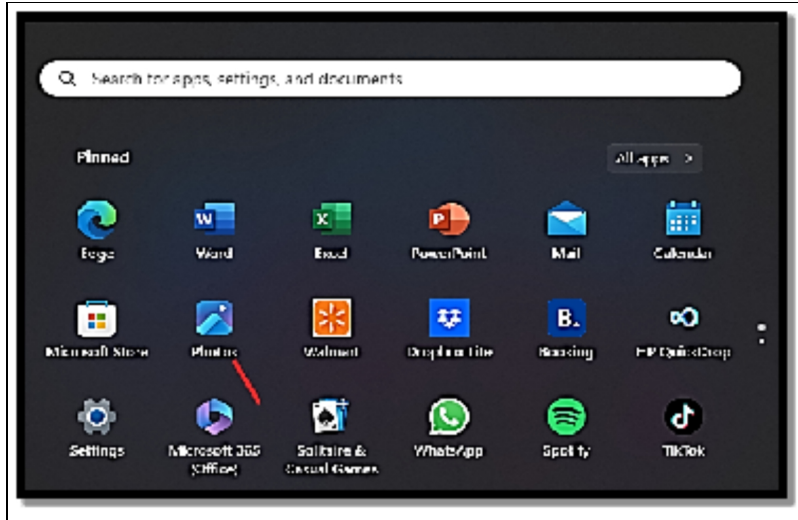 Search for apps, settings, and documents
Pinned
All apps >
Edge
Word
Excel
PowerPoint
Mail
Calendar
Microsoft Store
Photos
Walmart
Dropbox Lite
Booking
HP QuickDrop
Settings
Microsoft 365
(Office)
Solitaire &
Casual Games
WhatsApp
Spotify
TikTok